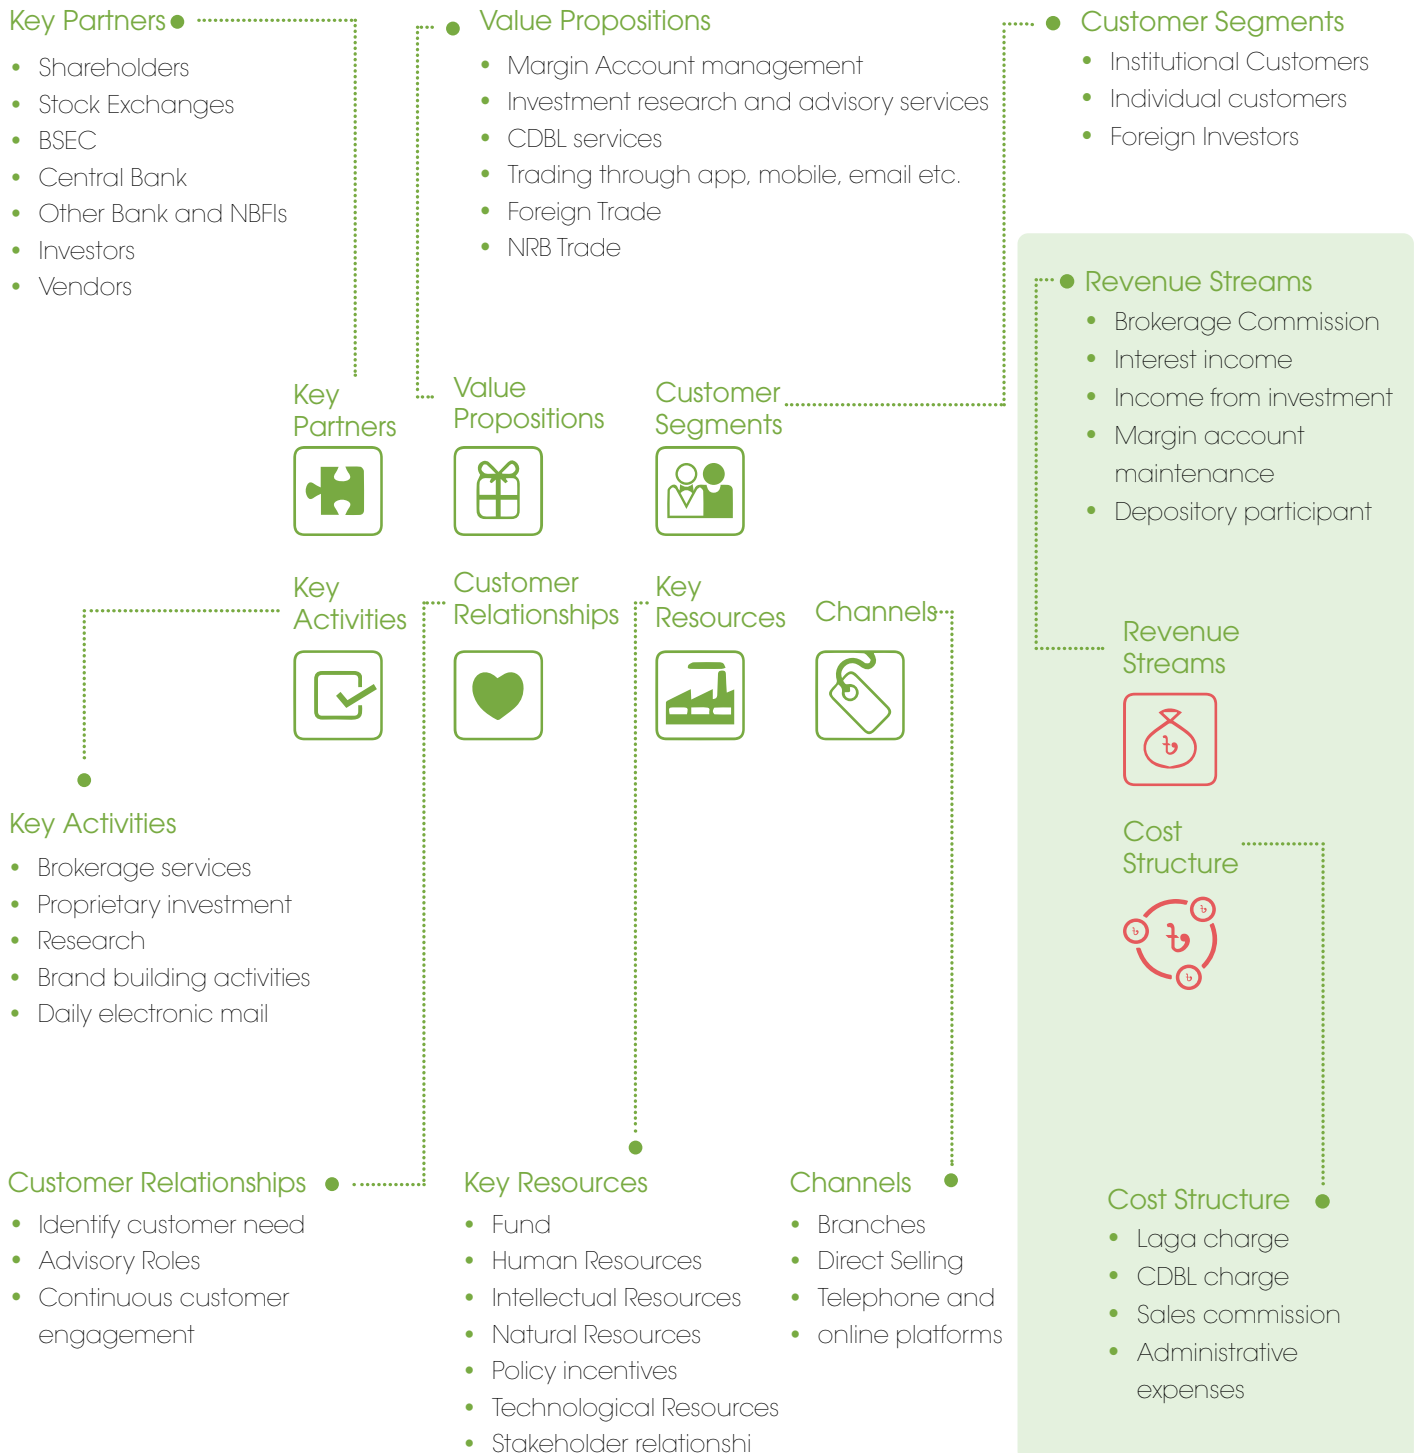 Key Partners
• Shareholders
• Stock Exchanges
• BSEC
• Central Bank
• Other Bank and NBFIs
• Investors
• Vendors
Value Propositions
• Margin Account management
• Investment research and advisory services
• CDBL services
• Trading through app, mobile, email etc.
• Foreign Trade
• NRB Trade
Customer Segments
• Institutional Customers
• Individual customers
• Foreign Investors
Revenue Streams
• Brokerage Commission
• Interest income
• Income from investment
• Margin account
maintenance
• Depository participant
Key
Partners
Value
Propositions
Customer
Segments
Key
Activities
Customer
Relationships
Key
Resources
Channels
Revenue
Streams
৳
Cost
Structure
৳
৳
৳
৳
Key Activities
• Brokerage services
• Proprietary investment
• Research
• Brand building activities
• Daily electronic mail
Customer Relationships
• Identify customer need
• Advisory Roles
• Continuous customer
engagement
Key Resources
• Fund
• Human Resources
• Intellectual Resources
• Natural Resources
• Policy incentives
• Technological Resources
• Stakeholder relationshi
Channels
• Branches
• Direct Selling
• Telephone and
• online platforms
Cost Structure
• Laga charge
• CDBL charge
• Sales commission
• Administrative
expenses